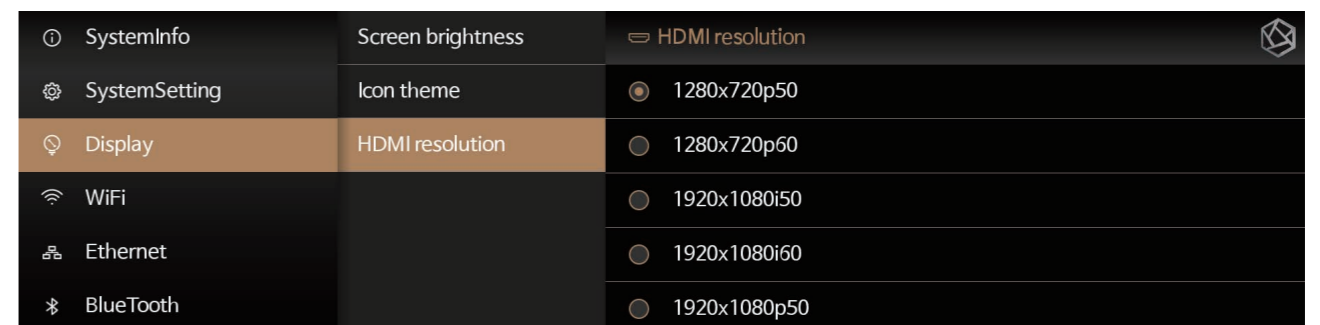 SystemInfo
SystemSetting
Display
WiFi
Ethernet
BlueTooth
Screen brightness
Icon theme
HDMI resolution
HDMI resolution
1280x720p50
1280x720p60
1920x1080i50
1920x1080i60
1920x1080p50